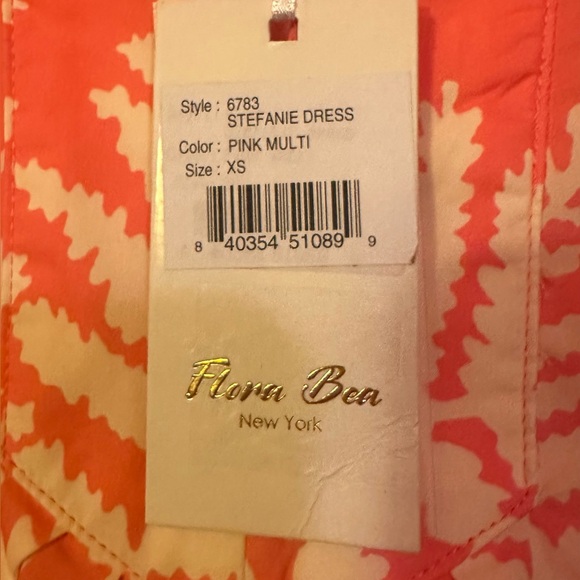 Style : 6783
STEFANIE DRESS
Color : PINK MULTI
Size : XS
8 40354 51089 9
Flora Bea
New York